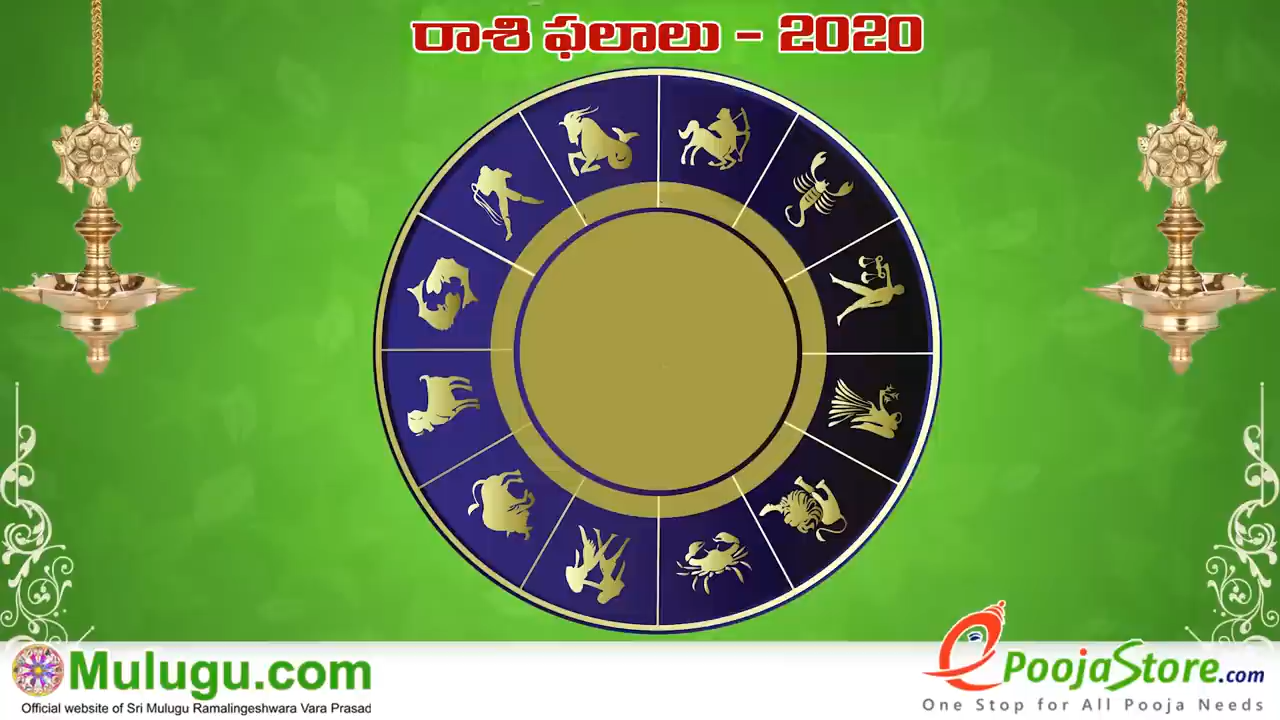 రాశి ఫలాలు - 2020
Mulugu.com
Official website of Sri Mulugu Ramalingeshwara Vara Prasad
ePoojaStore.com
One Stop for All Pooja Needs